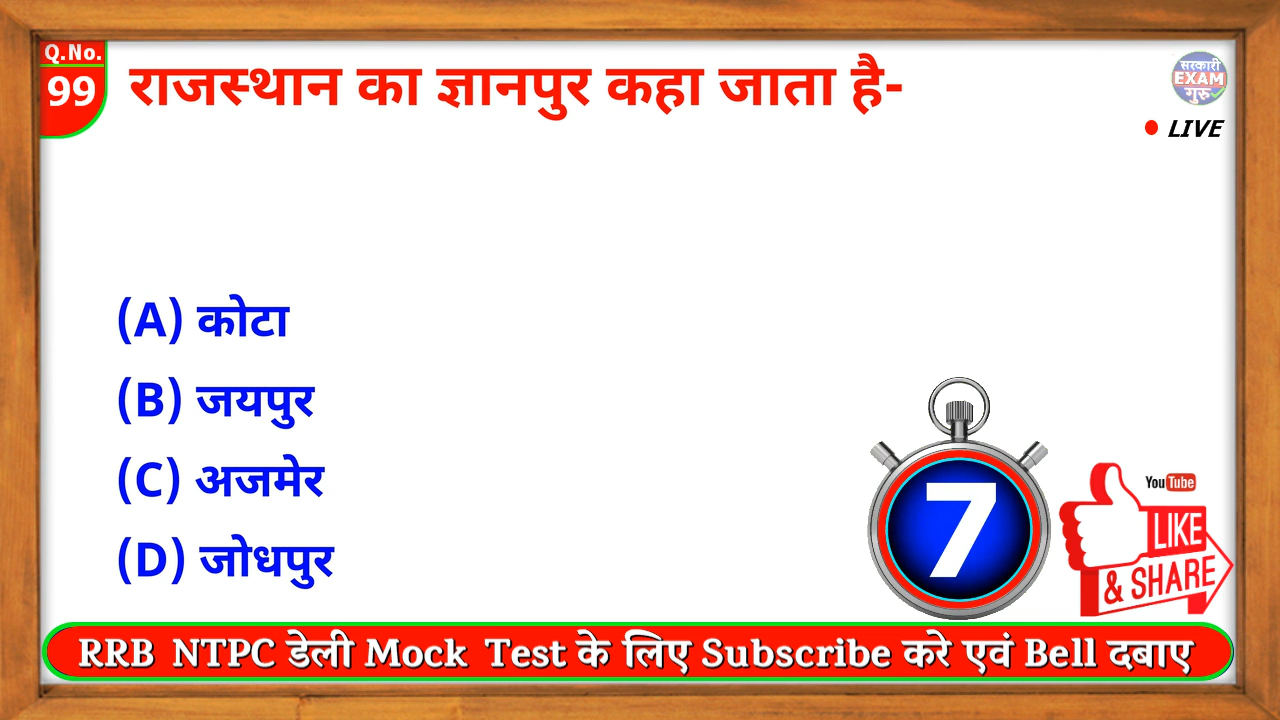 Q.No.
99
राजस्थान का ज्ञानपुर कहा जाता है-
सरकारी
EXAM
गुरु
LIVE
(A) कोटा
(B) जयपुर
(C) अजमेर
(D) जोधपुर
7
YouTube
LIKE
& SHARE
RRB NTPC डेली Mock Test के लिए Subscribe करे एवं Bell दबाए